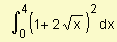 ∫₀⁴(1+2√x)² dx